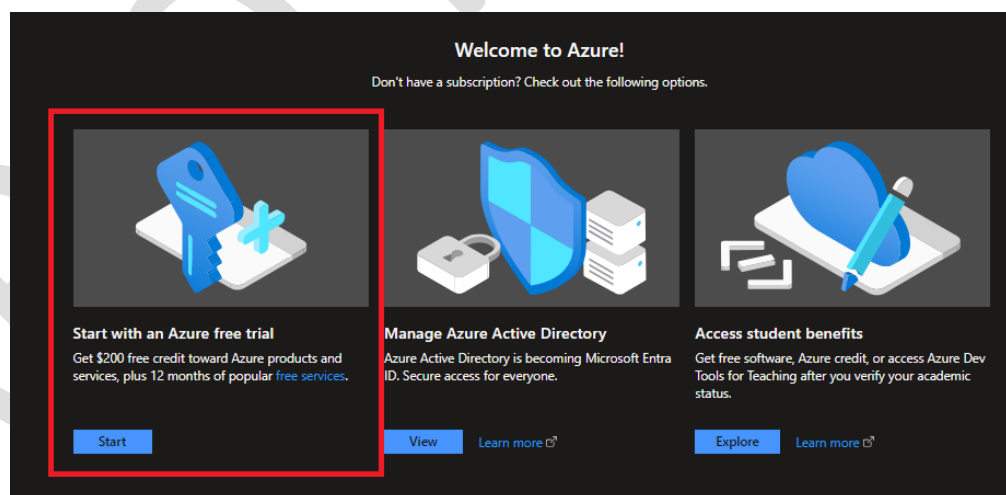 Welcome to Azure!
Don't have a subscription? Check out the following options.
Start with an Azure free trial
Get $200 free credit toward Azure products and
services, plus 12 months of popular free services.
Start
Manage Azure Active Directory
Azure Active Directory is becoming Microsoft Entra
ID. Secure access for everyone.
View Learn more
Access student benefits
Get free software, Azure credit, or access Azure Dev
Tools for Teaching after you verify your academic
status.
Explore Learn more